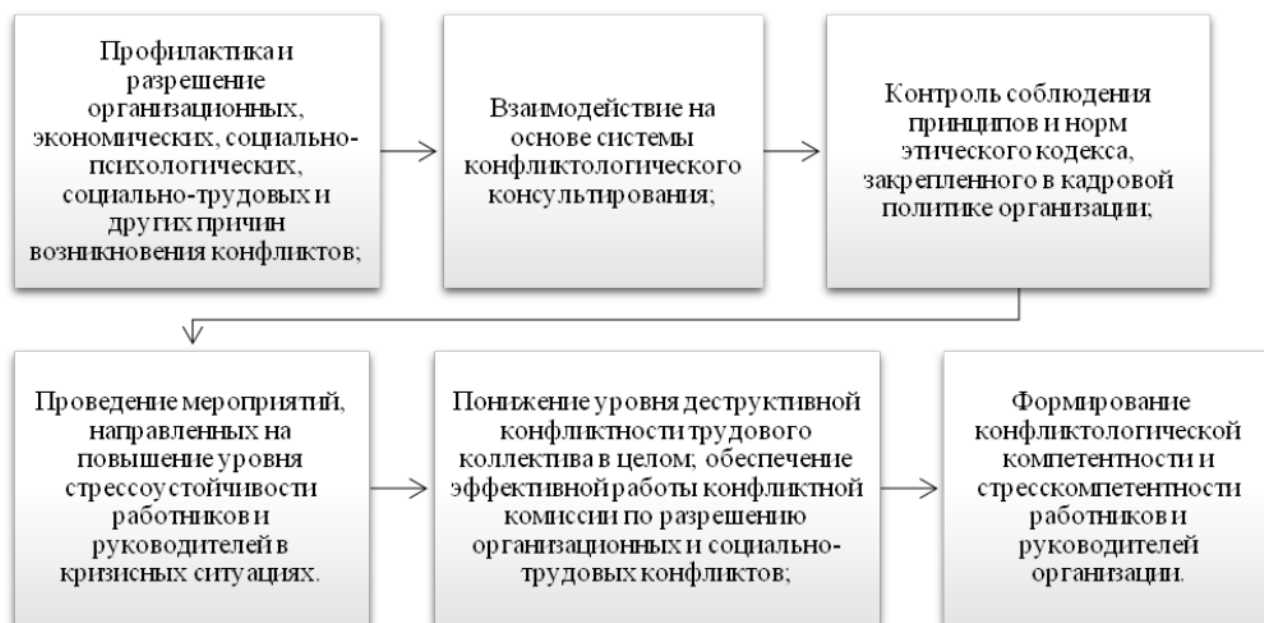 Профилактика и
разрешение
организационных,
экономических, социально-
психологических,
социально-трудовых и
других причин
возникновения конфликтов;
Взаимодействие на
основе системы
конфликтологического
консультирования;
Контроль соблюдения
принципов и норм
этического кодекса,
закрепленного в кадровой
политике организации;
Проведение мероприятий,
направленных на
повышение уровня
стрессоустойчивости
работников и
руководителей в
кризисных ситуациях.
Понижение уровня деструктивной
конфликтности трудового
коллектива в целом; обеспечение
эффективной работы конфликтной
комиссии по разрешению
организационных и социально-
трудовых конфликтов;
Формирование
конфликтологической
компетентности и
стресскомпетентности
работников и
руководителей
организации.